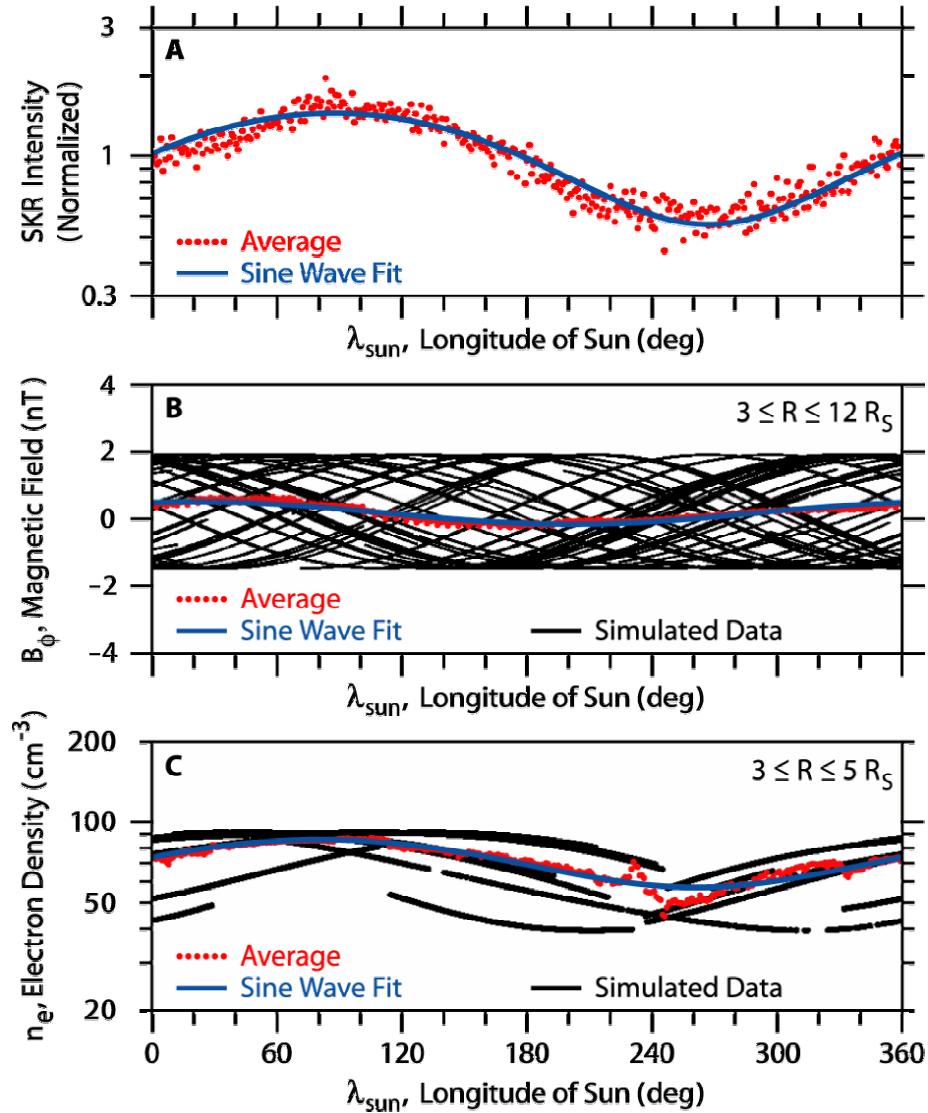 A
SKR Intensity
(Normalized)
3
1
0.3
Average
Sine Wave Fit
λsun, Longitude of Sun (deg)
B
3 ≤ R ≤ 12 RS
Bϕ, Magnetic Field (nT)
4
2
0
−2
−4
Average
Sine Wave Fit
Simulated Data
λsun, Longitude of Sun (deg)
C
3 ≤ R ≤ 5 RS
ne, Electron Density (cm−3)
200
100
50
20
Average
Sine Wave Fit
Simulated Data
0 60 120 180 240 300 360
λsun, Longitude of Sun (deg)